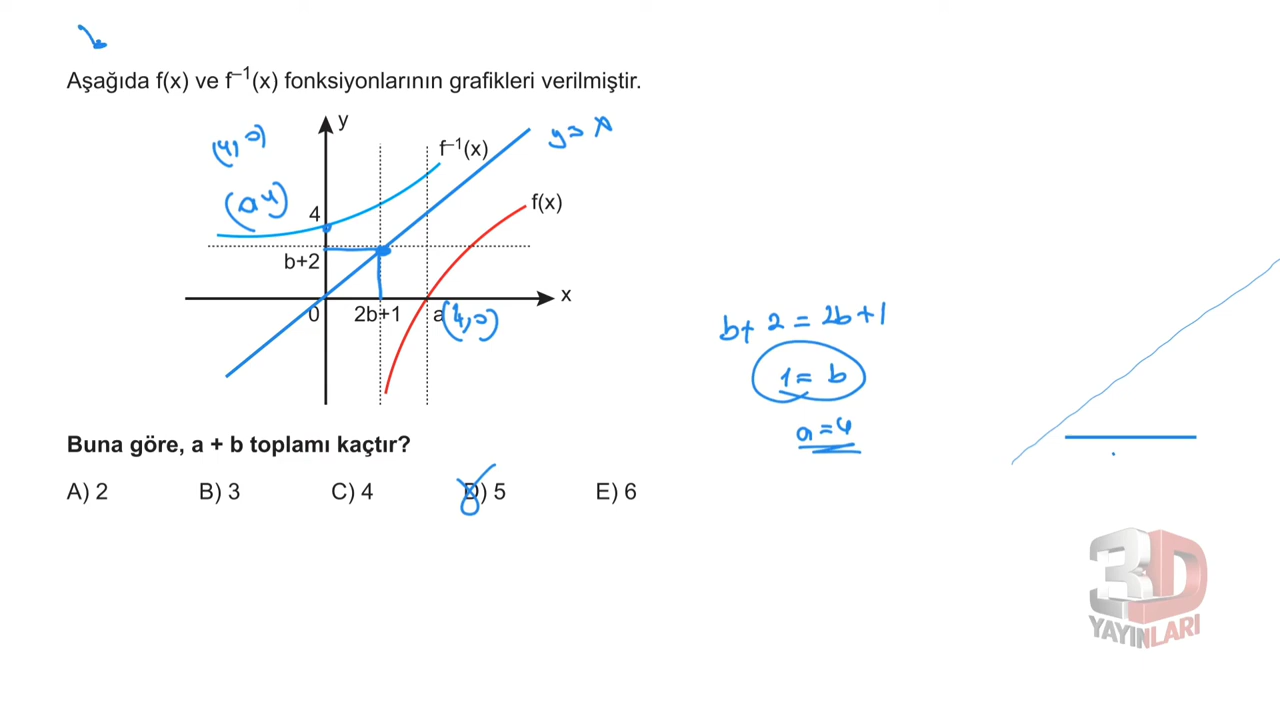 Aşağıda f(x) ve f⁻¹(x) fonksiyonlarının grafikleri verilmiştir.
y
y=x
(4,0)
f⁻¹(x)
(0,4)
4
f(x)
b+2
x
0
2b+1
a
(4,0)
b+2=2b+1
1=b
a=4
Buna göre, a + b toplamı kaçtır?
A) 2 B) 3 C) 4 D) 5 E) 6
3D
YAYINLARI